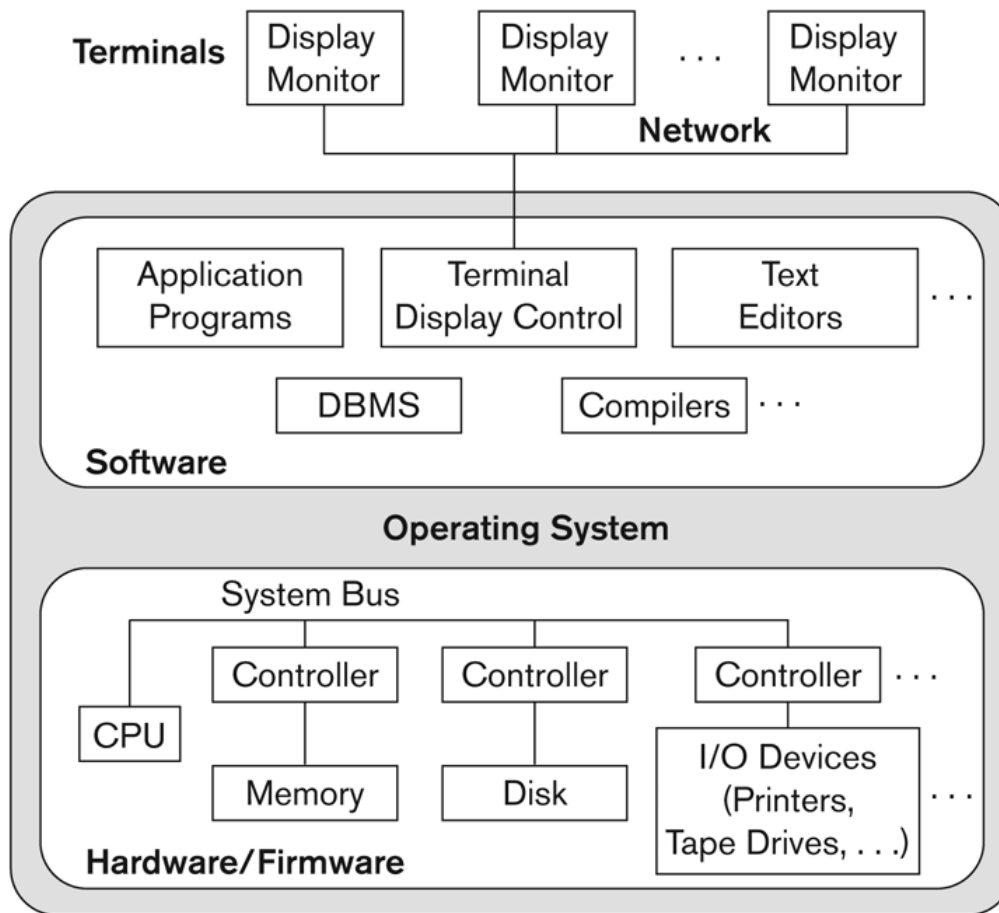 Terminals
Display
Monitor
Display
Monitor
. . .
Display
Monitor
Network
Application
Programs
Terminal
Display Control
Text
Editors
. . .
DBMS
Compilers
. . .
Software
Operating System
System Bus
Controller
Controller
Controller
. . .
CPU
Memory
Disk
I/O Devices
(Printers,
Tape Drives, . . .)
. . .
Hardware/Firmware